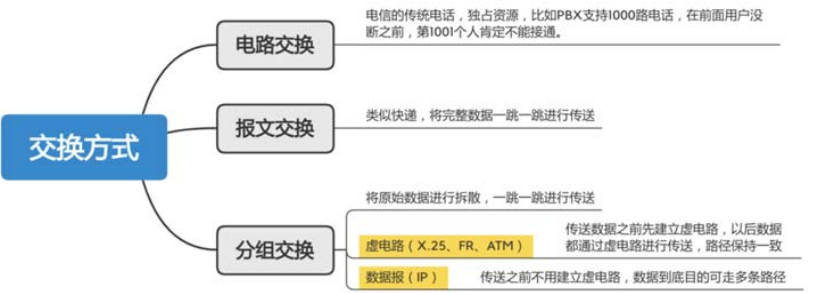 电信的传统电话，独占资源，比如PBX支持1000路电话，在前面用户没
断之前，第1001个人肯定不能接通。
电路交换
类似快递，将完整数据一跳一跳进行传送
报文交换
交换方式
将原始数据进行拆散，一跳一跳进行传送
分组交换
虚电路（X.25、FR、ATM）
传送数据之前先建立虚电路，以后数据
都通过虚电路进行传送，路径保持一致
数据报（IP）
传送之前不用建立虚电路，数据到底目的可走多条路径